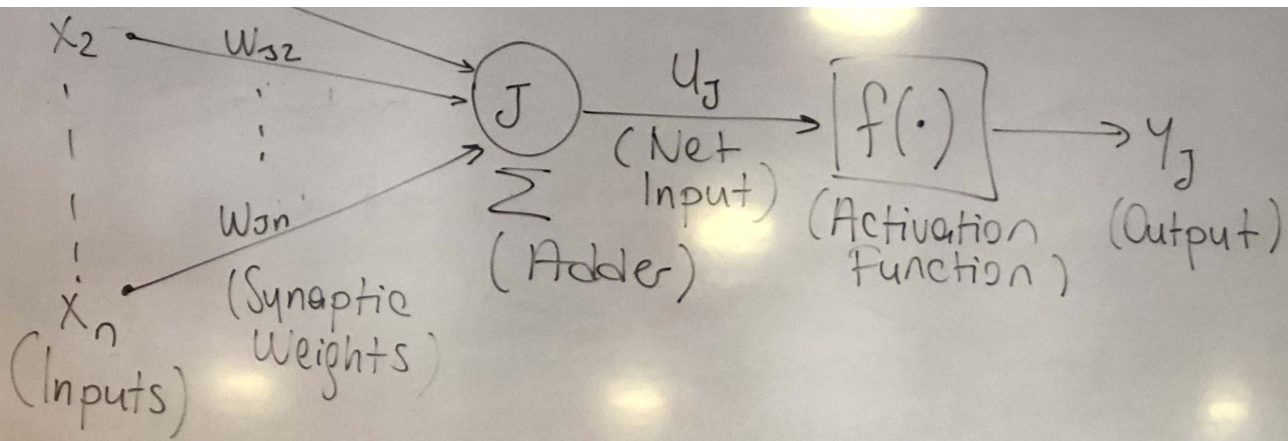 X2 WJ2 J UJ f(·) yJ
(Net
Input)
Σ
(Adder)
(Activation
Function)
(Output)
WJn
Xn
(Synaptic
Weights)
(Inputs)